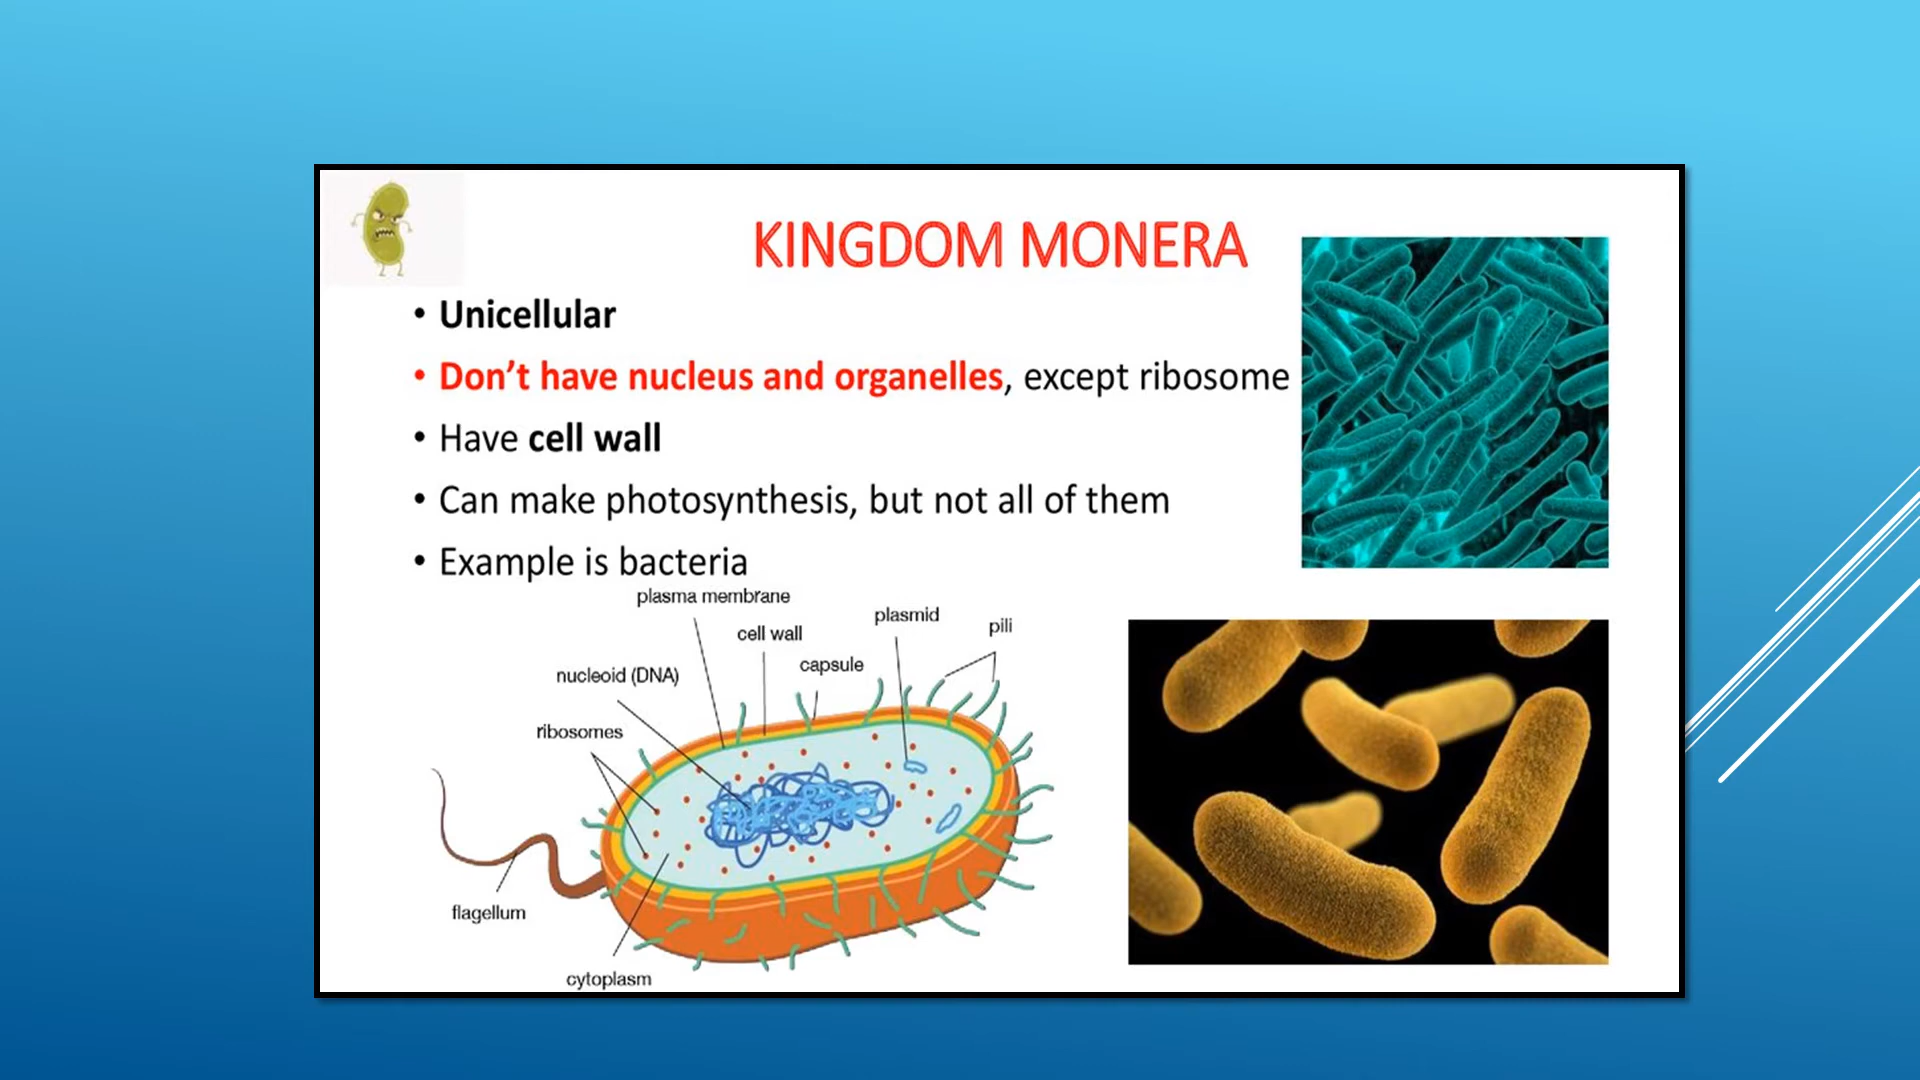 KINGDOM MONERA
• Unicellular
• Don’t have nucleus and organelles, except ribosome
• Have cell wall
• Can make photosynthesis, but not all of them
• Example is bacteria
plasma membrane
cell wall
plasmid
pili
capsule
nucleoid (DNA)
ribosomes
flagellum
cytoplasm